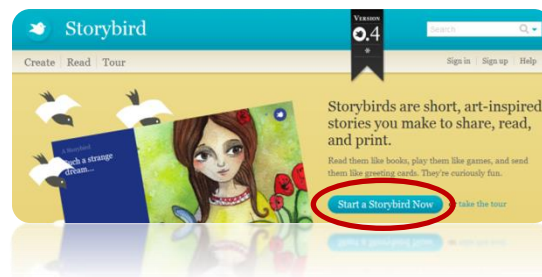 Storybird
VERSION
0.4
Search
Create Read Tour
Sign in Sign up Help
A Storybird
Such a strange
dream...
Storybirds are short, art-inspired
stories you make to share, read,
and print.
Read them like books, play them like games, and send
them like greeting cards. They're curiously fun.
Start a Storybird Now or take the tour